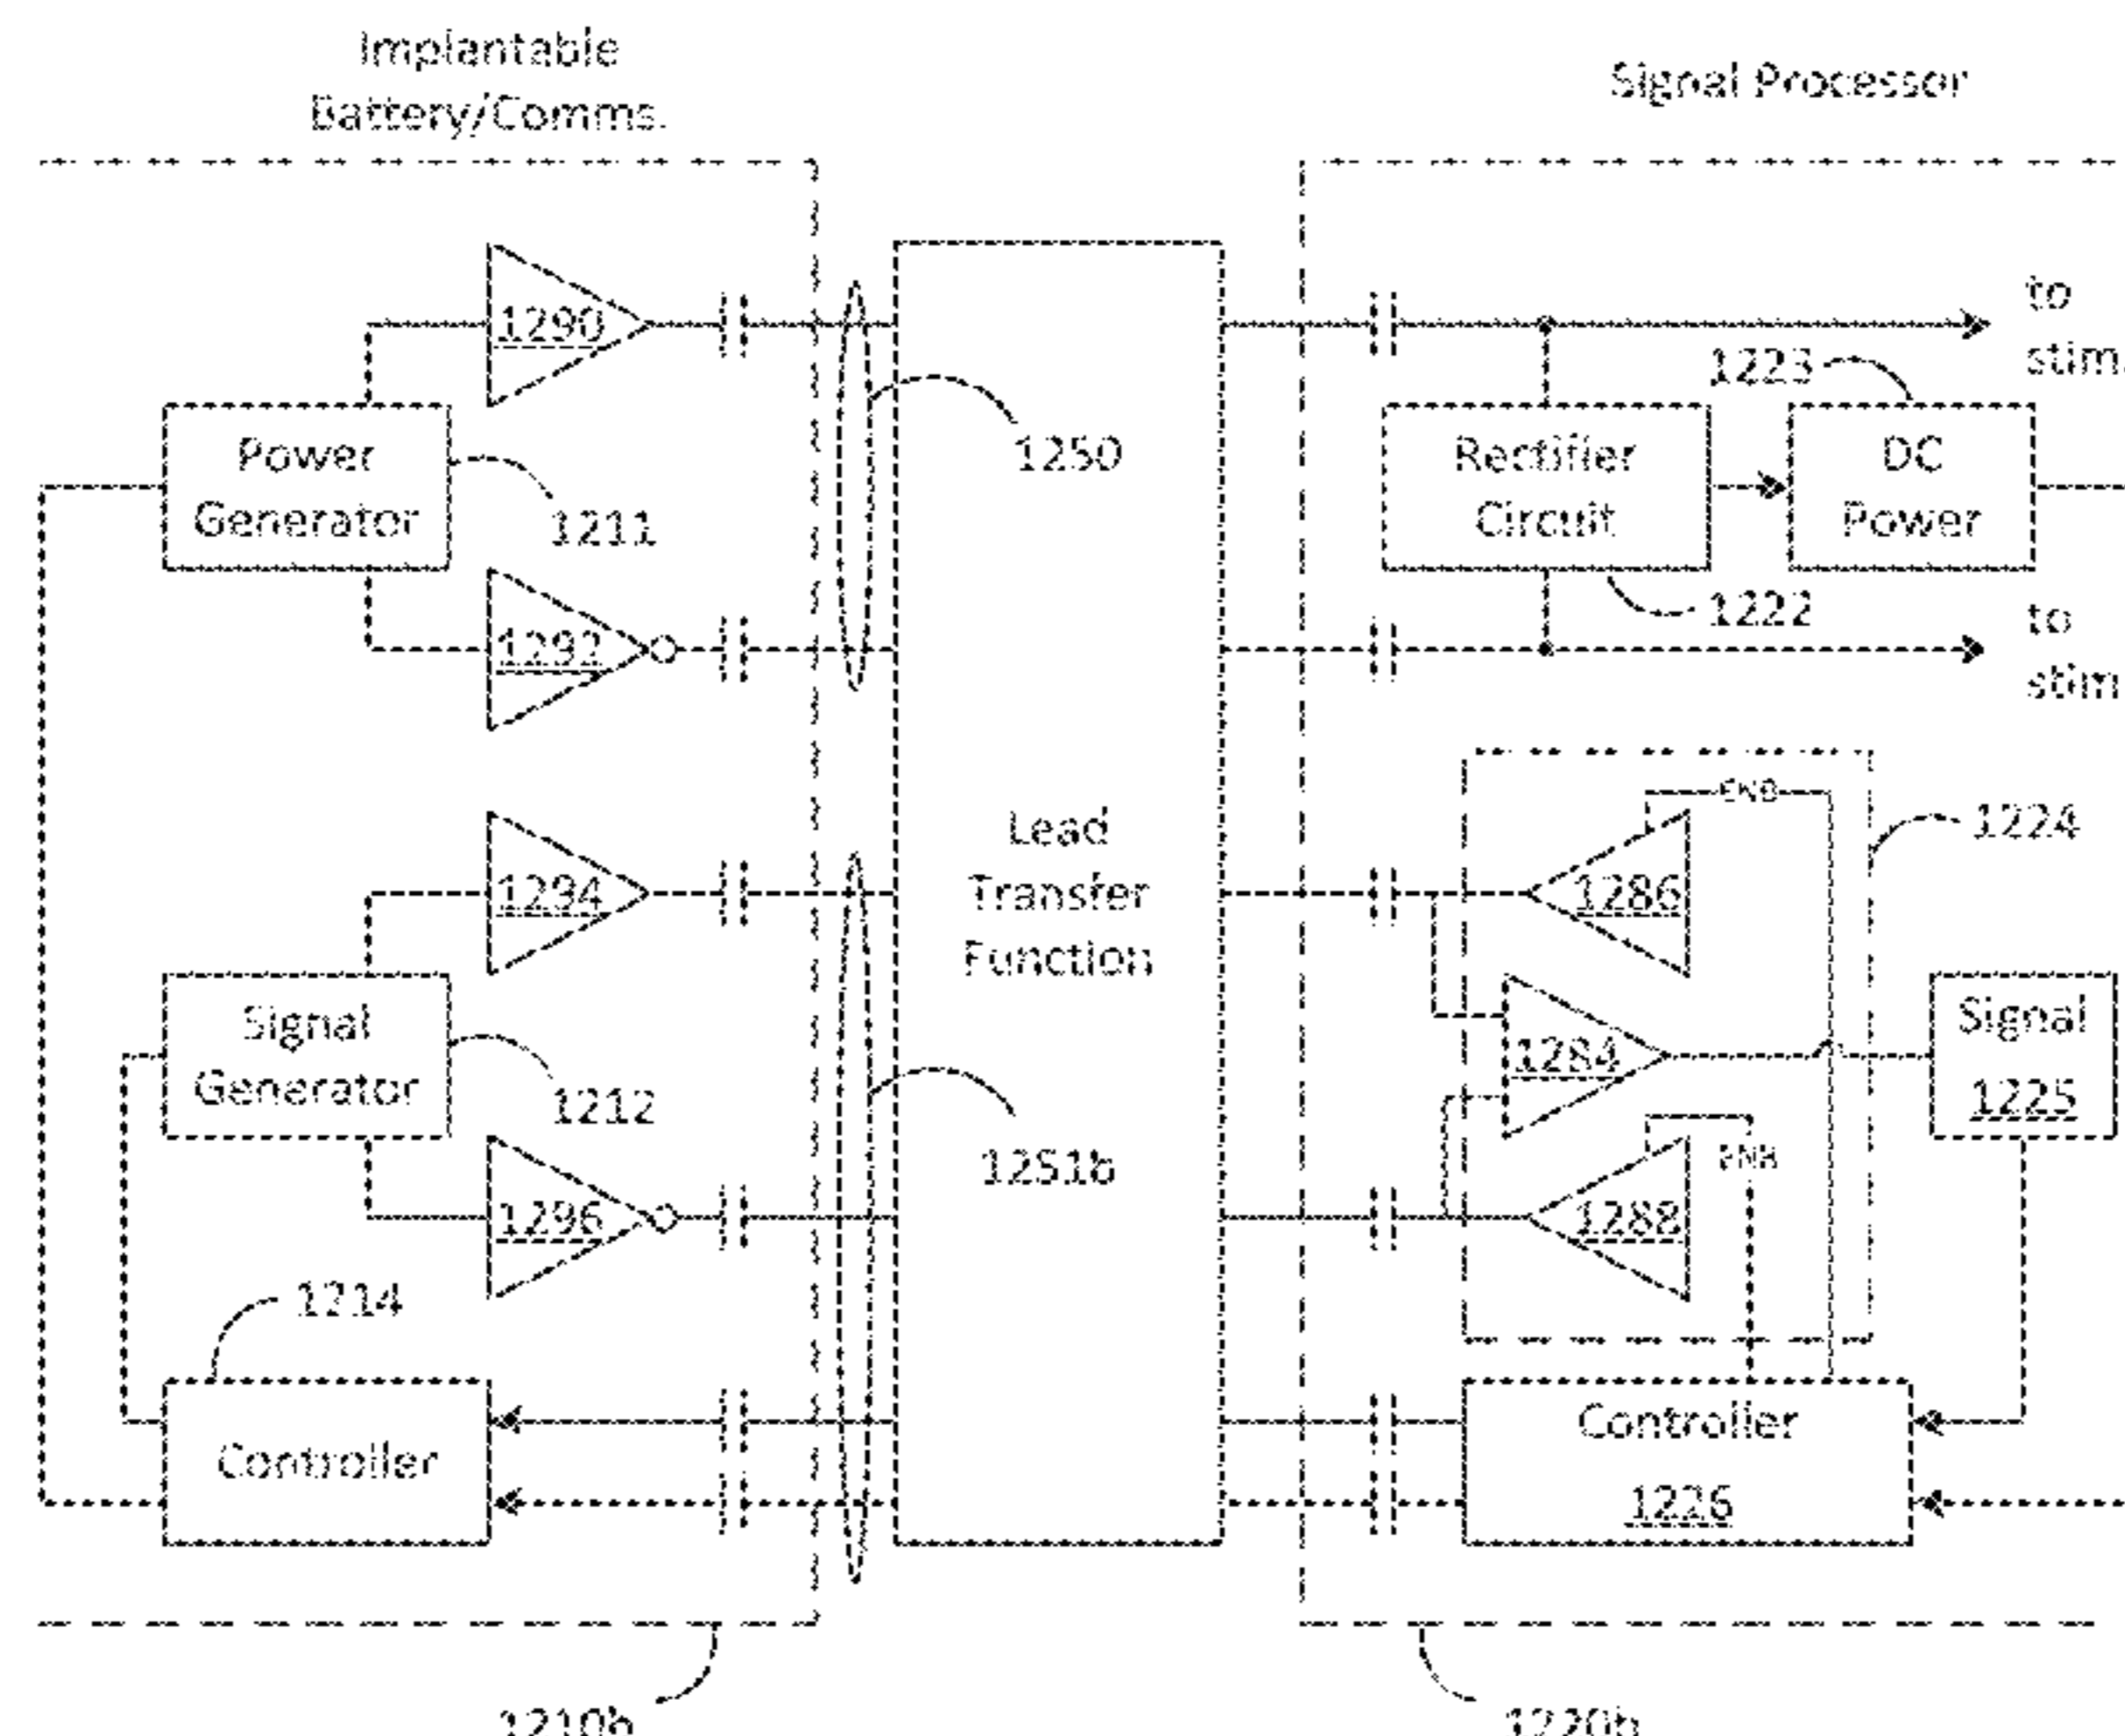 Implantable
Battery/Comms.
Signal Processor
1290
to
stim.
1223
1250
Power
Generator
1211
Rectifier
Circuit
DC
Power
1222
1292
to
stim
ENB
1224
Lead
Transfer
Function
1294
1286
Signal
Generator
1212
Signal
1225
1284
1251b
ENB
1296
1288
1214
Controller
Controller
1226
1210b
1220b